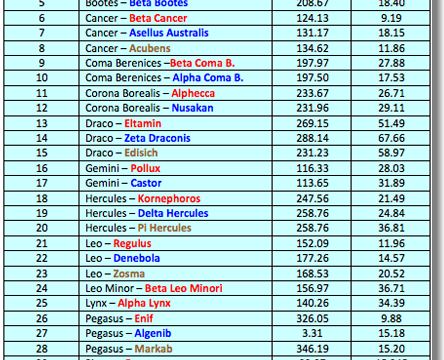 5 Bootes – Beta Bootes 208.67 18.40
6 Cancer – Beta Cancer 124.13 9.19
7 Cancer – Asellus Australis 131.17 18.15
8 Cancer – Acubens 134.62 11.86
9 Coma Berenices –Beta Coma B. 197.97 27.88
10 Coma Berenices – Alpha Coma B. 197.50 17.53
11 Corona Borealis – Alphecca 233.67 26.71
12 Corona Borealis – Nusakan 231.96 29.11
13 Draco – Eltamin 269.15 51.49
14 Draco – Zeta Draconis 288.14 67.66
15 Draco – Edisich 231.23 58.97
16 Gemini – Pollux 116.33 28.03
17 Gemini – Castor 113.65 31.89
18 Hercules – Kornephoros 247.56 21.49
19 Hercules – Delta Hercules 258.76 24.84
20 Hercules – Pi Hercules 258.76 36.81
21 Leo – Regulus 152.09 11.96
22 Leo – Denebola 177.26 14.57
23 Leo – Zosma 168.53 20.52
24 Leo Minor – Beta Leo Minori 156.97 36.71
25 Lynx – Alpha Lynx 140.26 34.39
26 Pegasus – Enif 326.05 9.88
27 Pegasus – Algenib 3.31 15.18
28 Pegasus – Markab 346.19 15.20